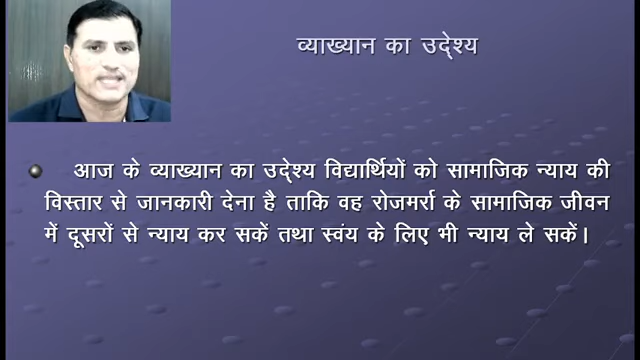 व्याख्यान का उदे्श्य
आज के व्याख्यान का उदे्श्य विद्यार्थियों को सामाजिक न्याय की
विस्तार से जानकारी देना है ताकि वह रोजमर्रा के सामाजिक जीवन
में दूसरों से न्याय कर सकें तथा स्वंय के लिए भी न्याय ले सकें।